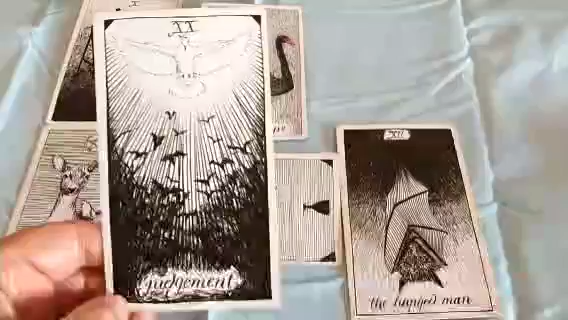 XX
judgement
XII
the hanged man